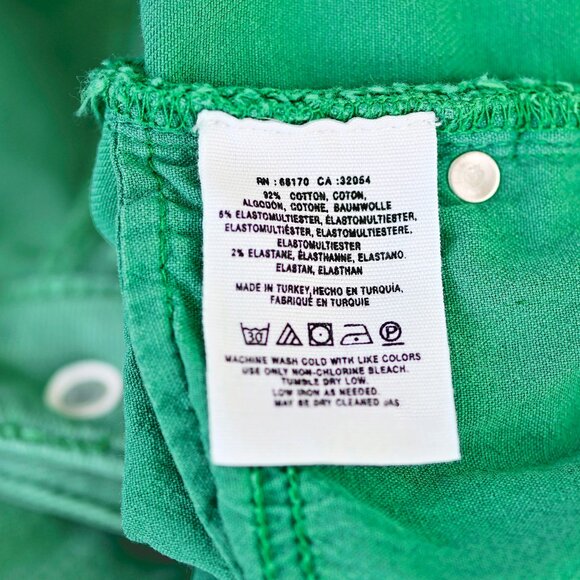 RN : 68170 CA :32054
92% COTTON, COTON,
ALGODÓN, COTONE, BAUMWOLLE
6% ELASTOMULTIESTER, ÉLASTOMULTIESTER,
ELASTOMULTIÉSTER, ELASTOMULTIESTERE,
ELASTOMULTIESTER
2% ELASTANE, ÉLASTHANNE, ELASTANO,
ELASTAN, ELASTHAN
MADE IN TURKEY, HECHO EN TURQUÍA,
FABRIQUÉ EN TURQUIE
30 P
MACHINE WASH COLD WITH LIKE COLORS
USE ONLY NON-CHLORINE BLEACH.
TUMBLE DRY LOW.
LOW IRON AS NEEDED.
MAY BE DRY CLEANED